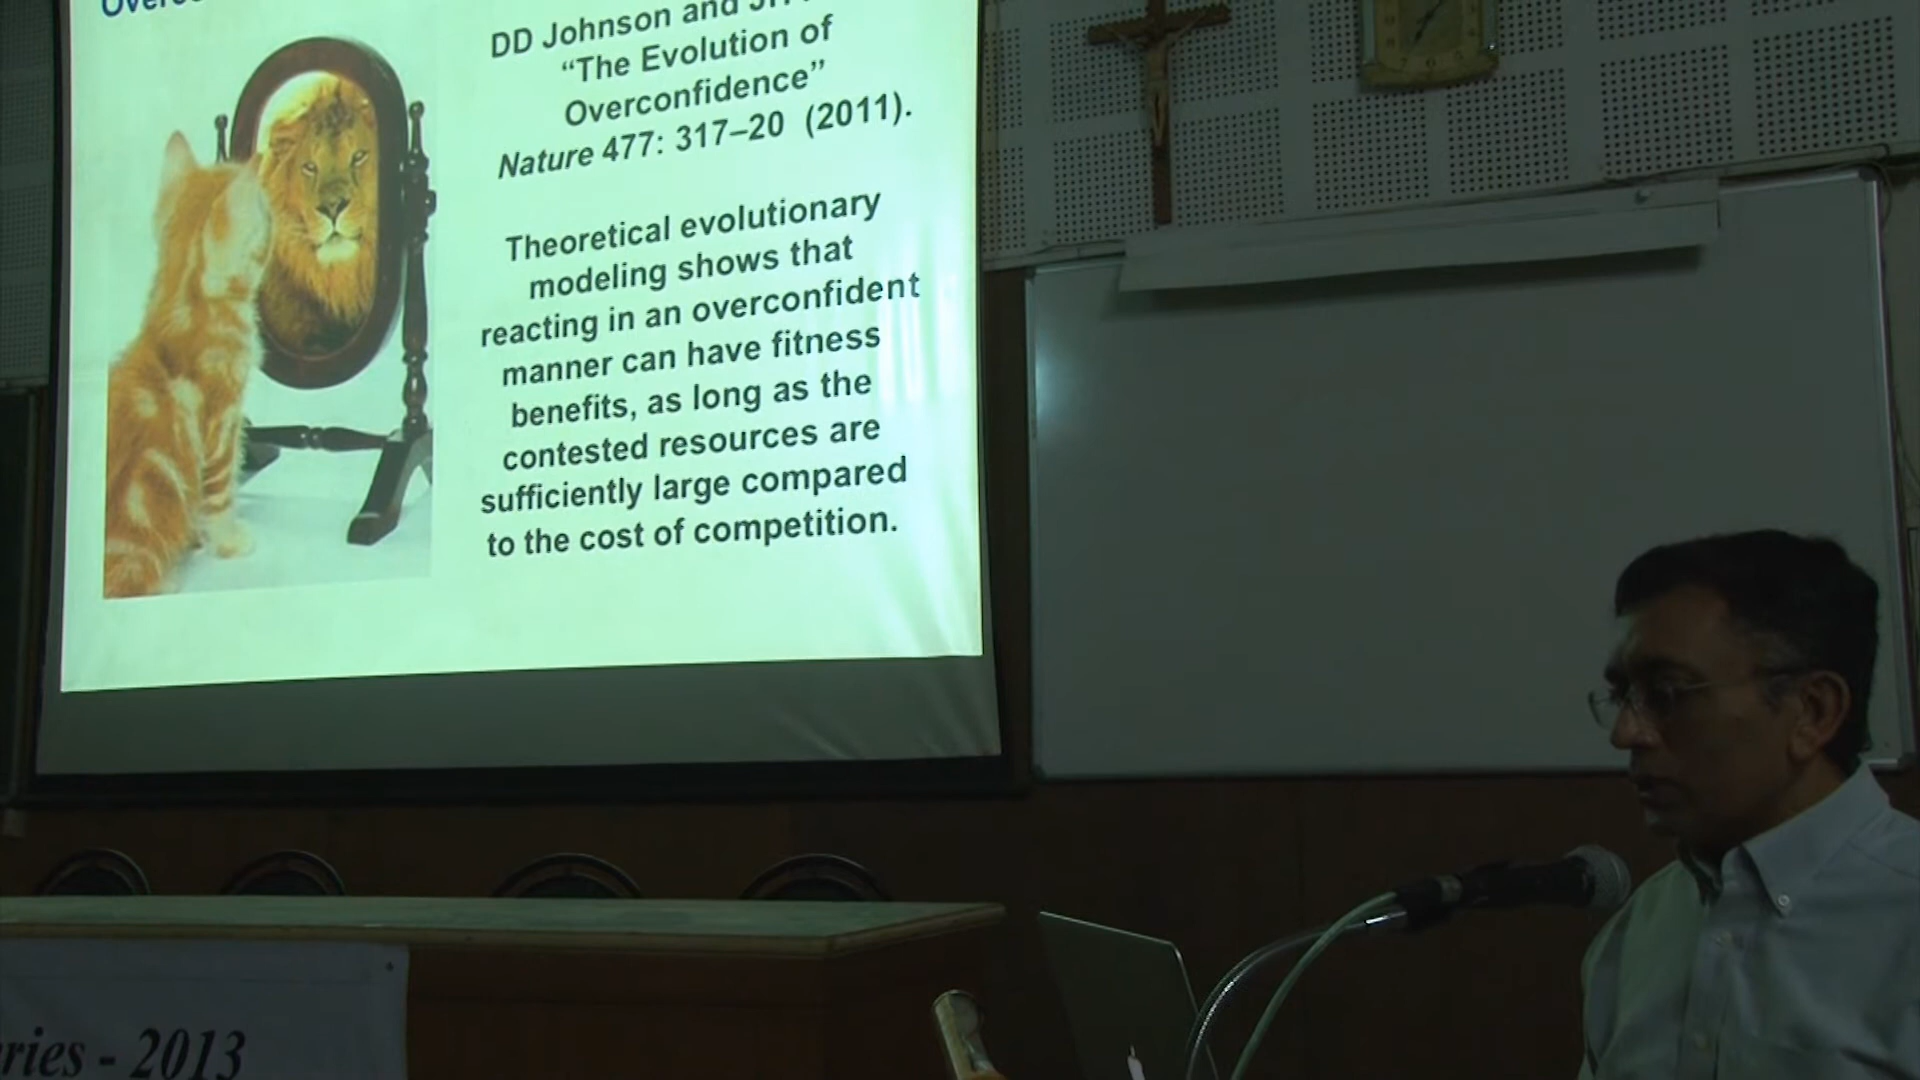 DD Johnson and
“The Evolution of
Overconfidence”
Nature 477: 317–20 (2011).
Theoretical evolutionary
modeling shows that
reacting in an overconfident
manner can have fitness
benefits, as long as the
contested resources are
sufficiently large compared
to the cost of competition.
ries - 2013